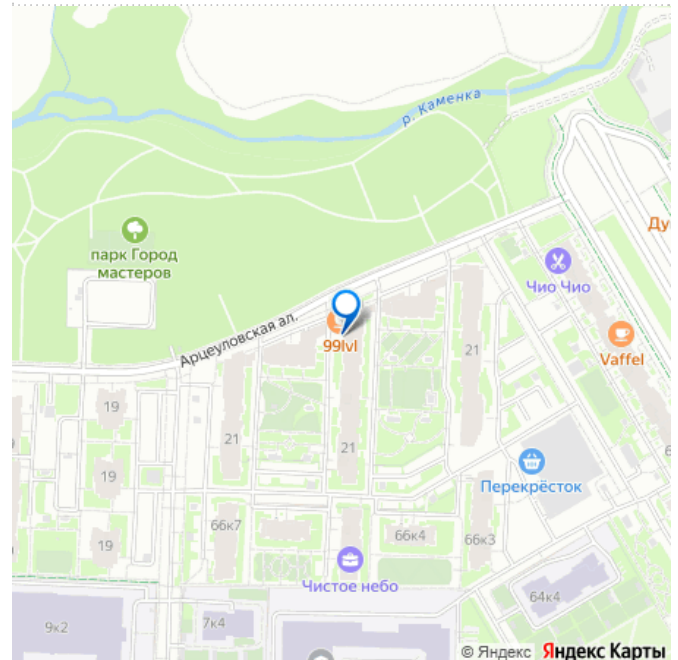 р. Каменка
Ду
парк Город
мастеров
Чио Чио
Арцеуловская ал.
99lvl
21
Vaffel
19
21
21
19
Перекрёсток
66к7
66к4
66к3
19
Чистое небо
64к4
9к2
7к4
© Яндекс Яндекс Карты